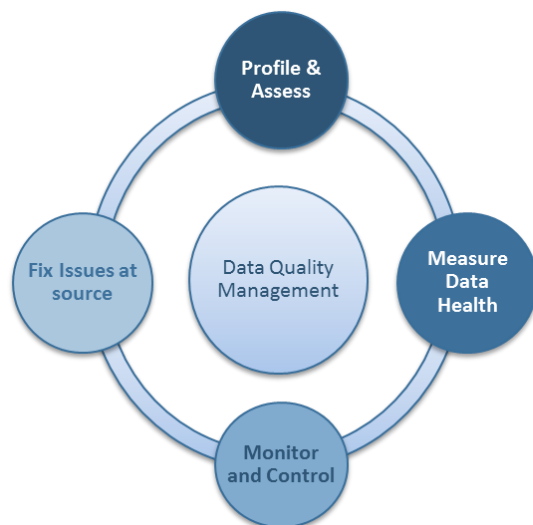 Profile &
Assess
Data Quality
Management
Measure
Data
Health
Fix Issues at
source
Monitor
and Control